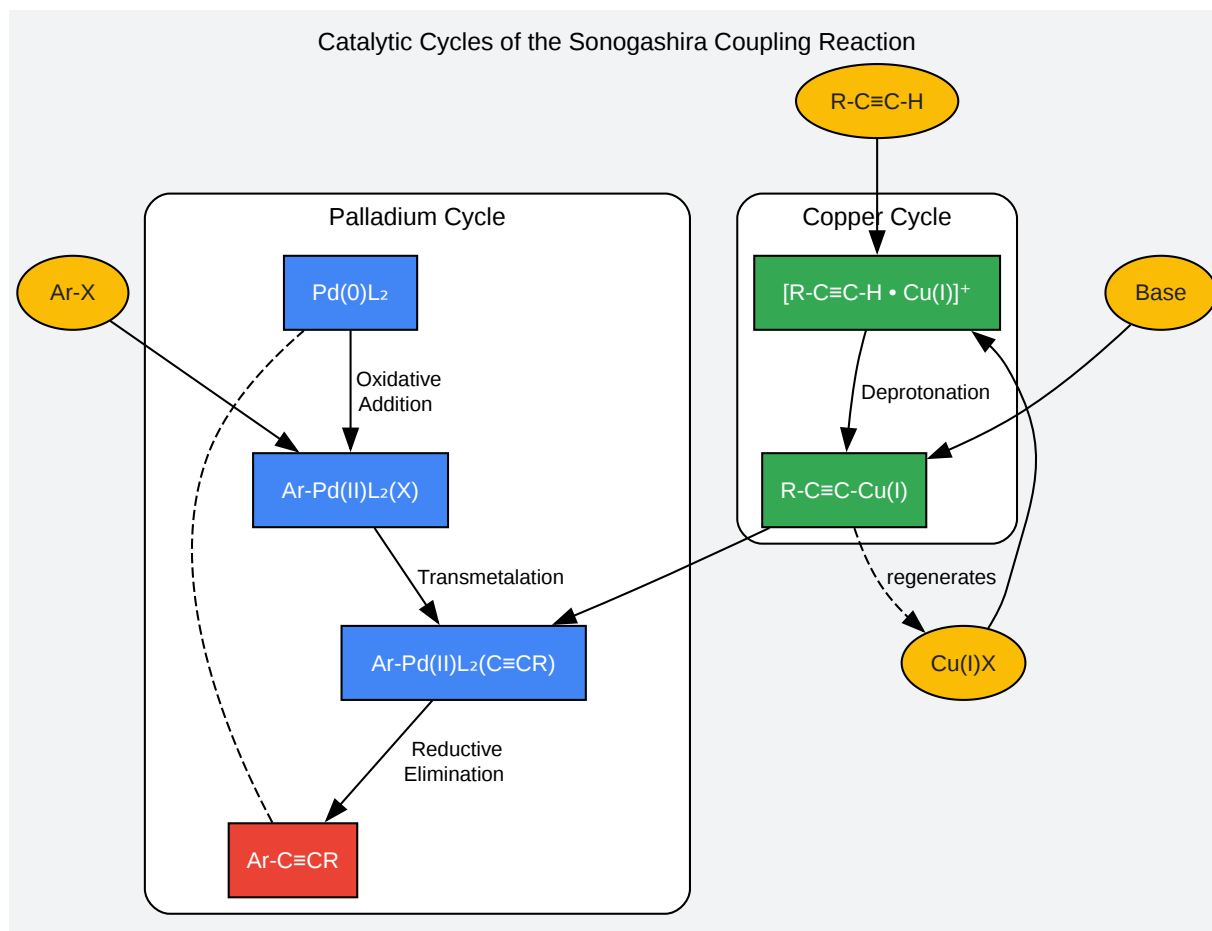 Catalytic Cycles of the Sonogashira Coupling Reaction
R-C≡C-H
Palladium Cycle
Copper Cycle
Ar-X
Pd(0)L₂
[R-C≡C-H • Cu(I)]⁺
Base
Oxidative
Addition
Deprotonation
Ar-Pd(II)L₂(X)
R-C≡C-Cu(I)
Transmetalation
regenerates
Ar-Pd(II)L₂(C≡CR)
Cu(I)X
Reductive
Elimination
Ar-C≡CR